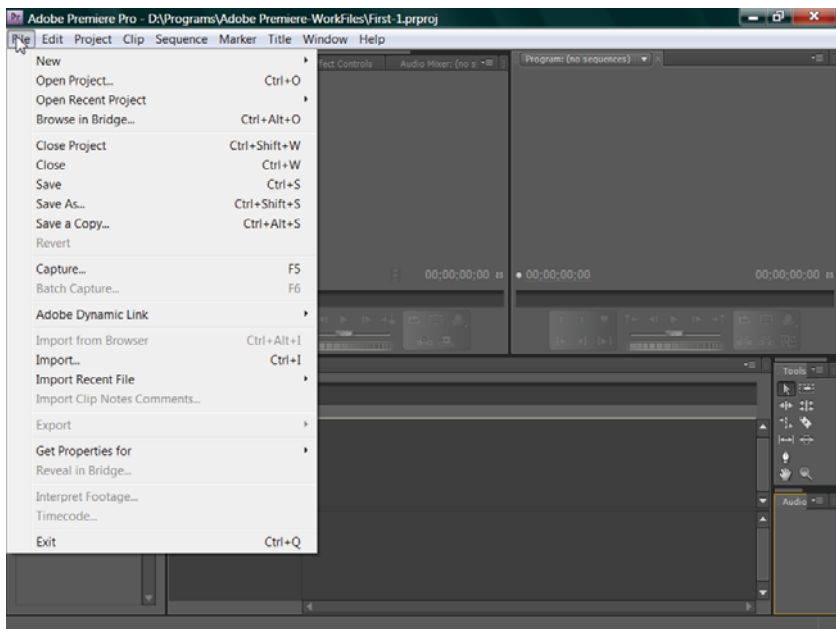 Pr Adobe Premiere Pro - D:\Programs\Adobe Premiere-WorkFiles\First-1.prproj
File Edit Project Clip Sequence Marker Title Window Help
New
Open Project... Ctrl+O
Open Recent Project
Browse in Bridge... Ctrl+Alt+O
Close Project Ctrl+Shift+W
Close Ctrl+W
Save Ctrl+S
Save As... Ctrl+Shift+S
Save a Copy... Ctrl+Alt+S
Revert
Capture... F5
Batch Capture... F6
Adobe Dynamic Link
Import from Browser Ctrl+Alt+I
Import... Ctrl+I
Import Recent File
Import Clip Notes Comments...
Export
Get Properties for
Reveal in Bridge...
Interpret Footage...
Timecode...
Exit Ctrl+Q
ffect Controls Audio Mixer: (no s
Program: (no sequences)
00;00;00;00
00;00;00;00 00;00;00;00
Tools
Audio